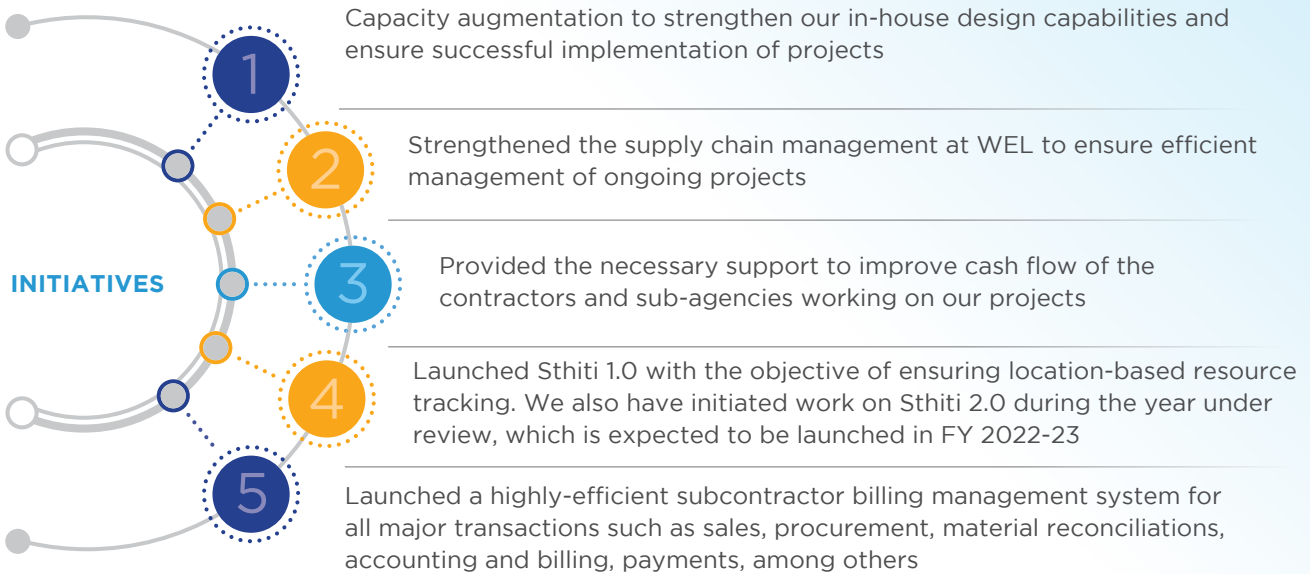 1
Capacity augmentation to strengthen our in-house design capabilities and
ensure successful implementation of projects
2
Strengthened the supply chain management at WEL to ensure efficient
management of ongoing projects
INITIATIVES
3
Provided the necessary support to improve cash flow of the
contractors and sub-agencies working on our projects
4
Launched Sthiti 1.0 with the objective of ensuring location-based resource
tracking. We also have initiated work on Sthiti 2.0 during the year under
review, which is expected to be launched in FY 2022-23
5
Launched a highly-efficient subcontractor billing management system for
all major transactions such as sales, procurement, material reconciliations,
accounting and billing, payments, among others